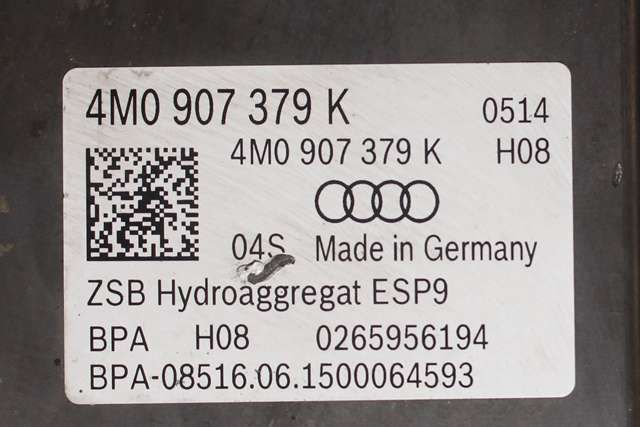 4M0 907 379 K 0514
4M0 907 379 K H08
04S Made in Germany
ZSB Hydroaggregat ESP9
BPA H08 0265956194
BPA-08516.06.1500064593